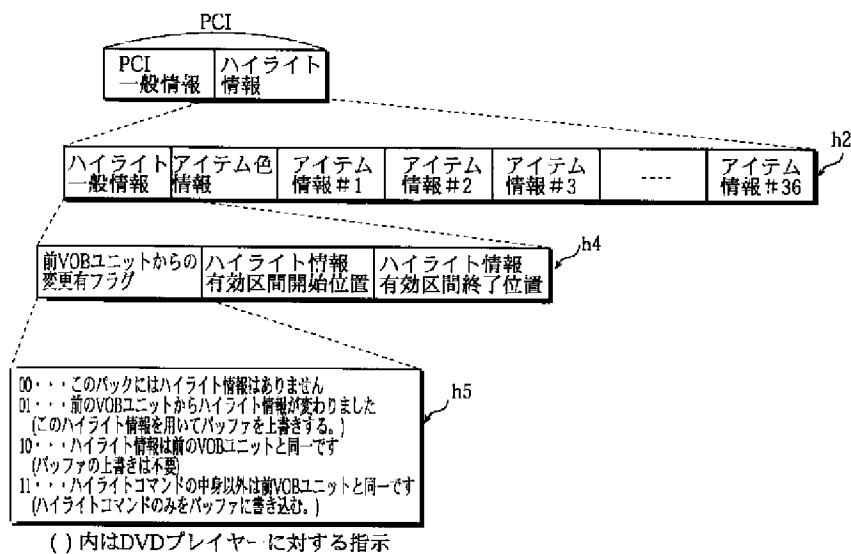 PCI
PCI
一般情報
ハイライト
情報
h2
ハイライト
一般情報
アイテム色
情報
アイテム
情報#1
アイテム
情報#2
アイテム
情報#3
----
アイテム
情報#36
h4
前VOBユニットからの
変更有フラグ
ハイライト情報
有効区間開始位置
ハイライト情報
有効区間終了位置
h5
00・・・このパックにはハイライト情報はありません
01・・・前のVOBユニットからハイライト情報が変わりました
(このハイライト情報を用いてバッファを上書きする。)
10・・・ハイライト情報は前のVOBユニットと同一です
(バッファの上書きは不要)
11・・・ハイライトコマンドの中身以外は前VOBユニットと同一です
(ハイライトコマンドのみをバッファに書き込む。)
( ) 内はDVDプレイヤーに対する指示